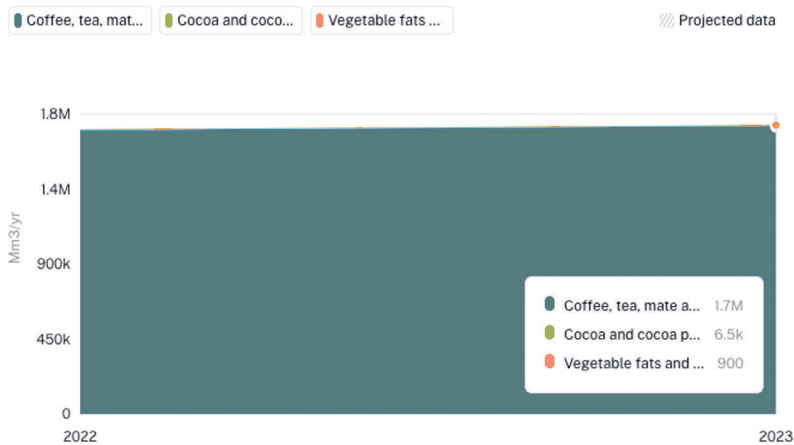 Coffee, tea, mat...
Cocoa and coco...
Vegetable fats ...
Projected data
1.8M
1.4M
900k
450k
0
Mm3/yr
Coffee, tea, mate a... 1.7M
Cocoa and cocoa p... 6.5k
Vegetable fats and ... 900
2022
2023